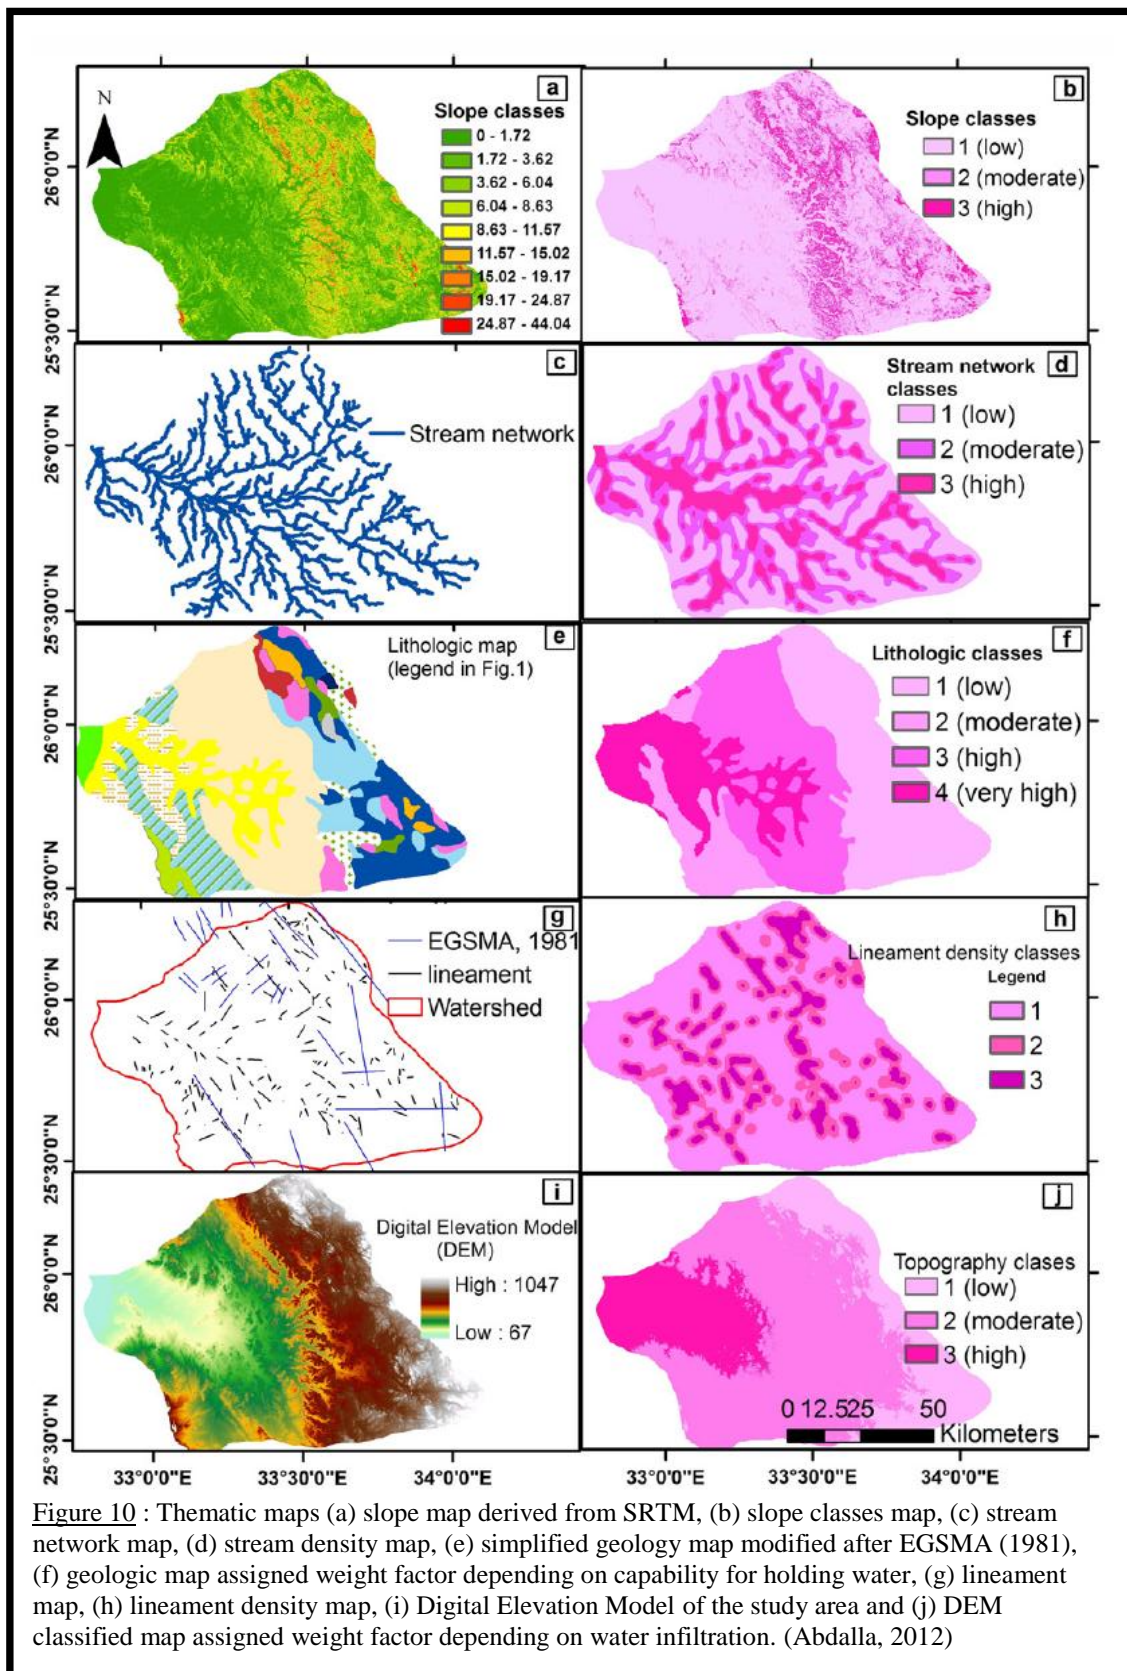 a
N
26°0'0"N
25°30'0"N
Slope classes
0 - 1.72
1.72 - 3.62
3.62 - 6.04
6.04 - 8.63
8.63 - 11.57
11.57 - 15.02
15.02 - 19.17
19.17 - 24.87
24.87 - 44.04
b
Slope classes
1 (low)
2 (moderate)
3 (high)
c
26°0'0"N
25°30'0"N
Stream network
d
Stream network
classes
1 (low)
2 (moderate)
3 (high)
e
26°0'0"N
25°30'0"N
Lithologic map
(legend in Fig.1)
f
Lithologic classes
1 (low)
2 (moderate)
3 (high)
4 (very high)
g
26°0'0"N
25°30'0"N
EGSMA, 1981
lineament
Watershed
h
Lineament density classes
Legend
1
2
3
i
26°0'0"N
25°30'0"N
Digital Elevation Model
(DEM)
High : 1047
Low : 67
j
Topography clases
1 (low)
2 (moderate)
3 (high)
0 12.525 50
Kilometers
33°0'0"E 33°30'0"E 34°0'0"E 33°0'0"E 33°30'0"E 34°0'0"E
Figure 10 : Thematic maps (a) slope map derived from SRTM, (b) slope classes map, (c) stream
network map, (d) stream density map, (e) simplified geology map modified after EGSMA (1981),
(f) geologic map assigned weight factor depending on capability for holding water, (g) lineament
map, (h) lineament density map, (i) Digital Elevation Model of the study area and (j) DEM
classified map assigned weight factor depending on water infiltration. (Abdalla, 2012)